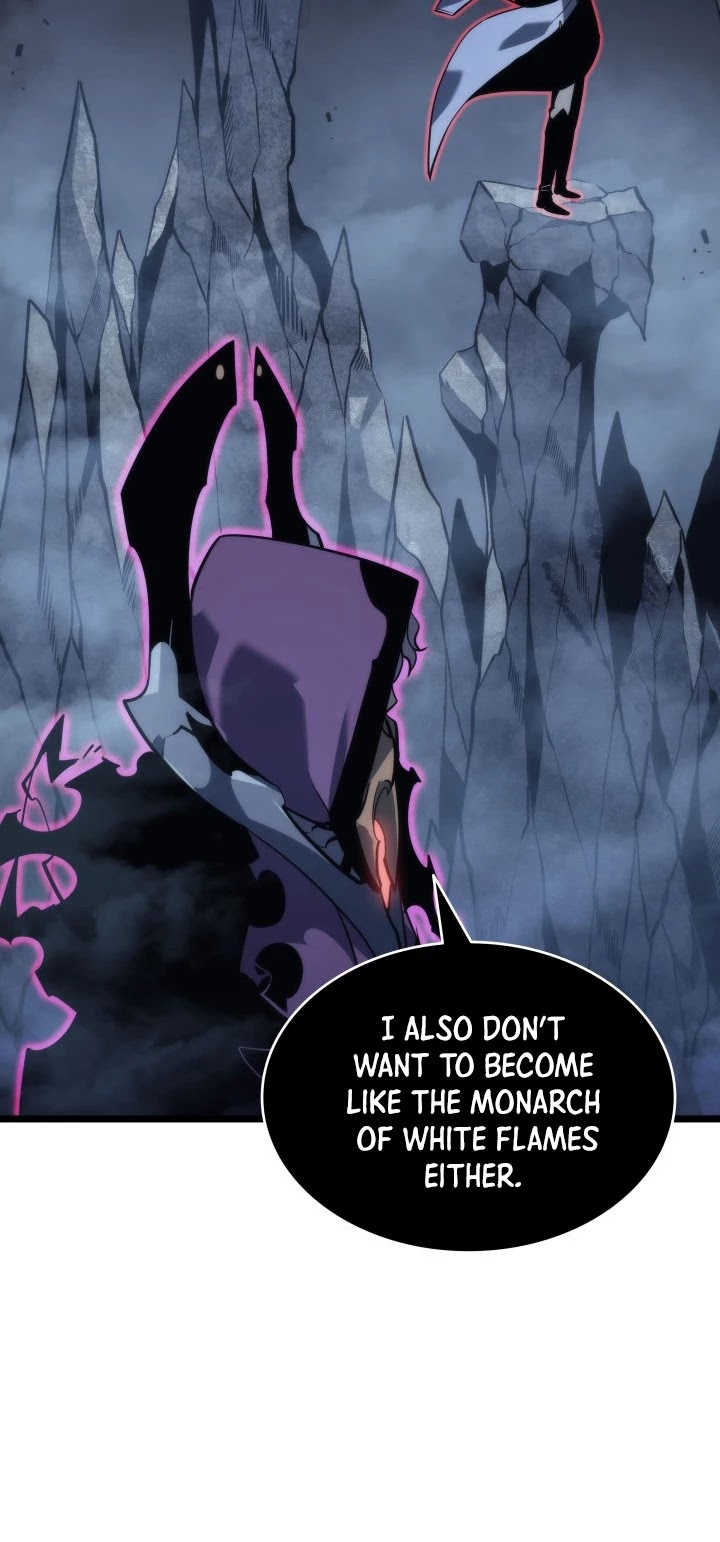 I ALSO DON'T
WANT TO BECOME
LIKE THE MONARCH
OF WHITE FLAMES
EITHER.